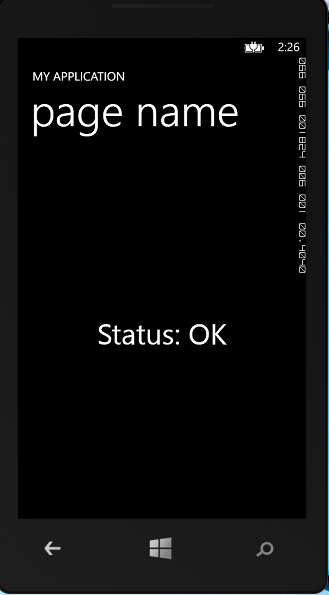 2:26
MY APPLICATION
page name
Status: OK